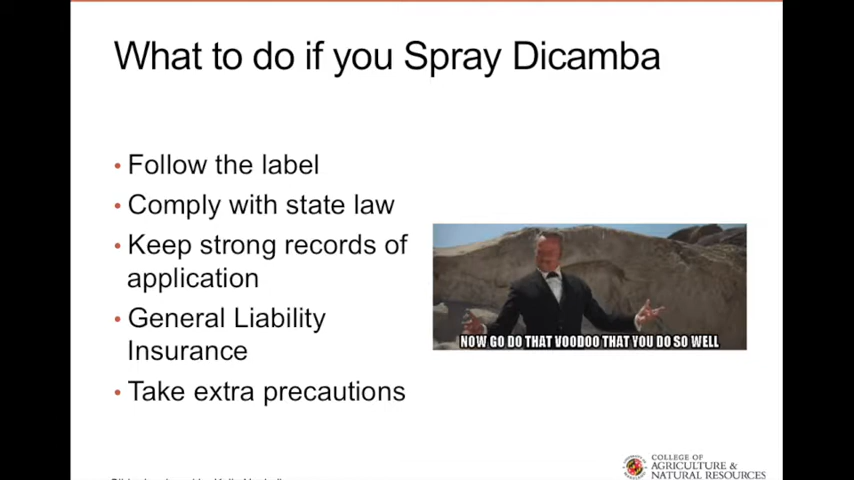 What to do if you Spray Dicamba
• Follow the label
• Comply with state law
• Keep strong records of
application
• General Liability
Insurance
• Take extra precautions
NOW GO DO THAT VOODOO THAT YOU DO SO WELL
COLLEGE OF
AGRICULTURE &
NATURAL RESOURCES